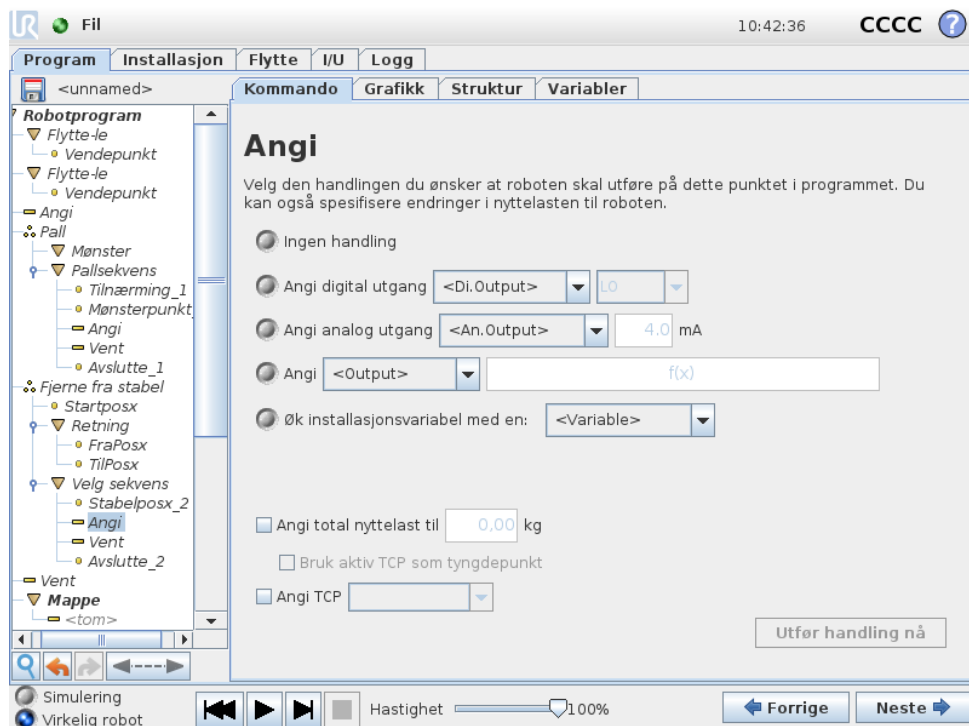 UR Fil 10:42:36 CCCC ?
Program Installasjon Flytte I/U Logg
<unnamed>
Kommando Grafikk Struktur Variabler
Robotprogram
Flytte-le
Vendepunkt
Flytte-le
Vendepunkt
Angi
Pall
Mønster
Pallsekvens
Tilnærming_1
Mønsterpunkt
Angi
Vent
Avslutte_1
Fjerne fra stabel
Startposx
Retning
FraPosx
TilPosx
Velg sekvens
Stabelposx_2
Angi
Vent
Avslutte_2
Vent
Mappe
<tom>
Angi
Velg den handlingen du ønsker at roboten skal utføre på dette punktet i programmet. Du
kan også spesifisere endringer i nyttelasten til roboten.
Ingen handling
Angi digital utgang <Di.Output> LO
Angi analog utgang <An.Output> 4.0 mA
Angi <Output> f(x)
Øk installasjonsvariabel med en: <Variable>
Angi total nyttelast til 0,00 kg
Bruk aktiv TCP som tyngdepunkt
Angi TCP
Utfør handling nå
Simulering
Virkelig robot
Hastighet 100%
Forrige Neste